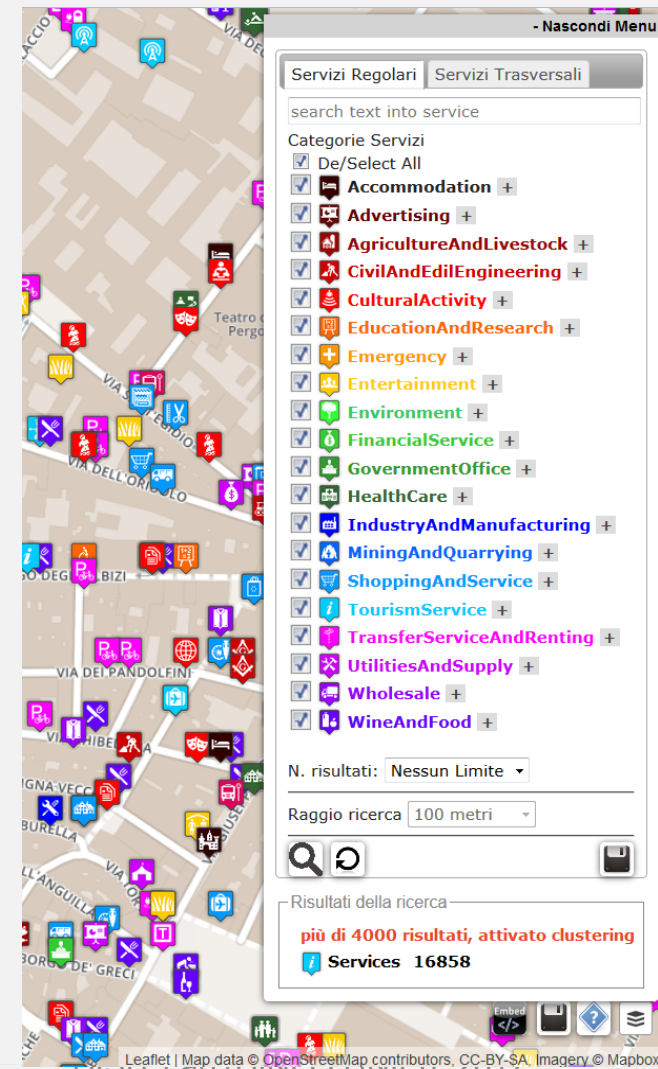 - Nascondi Menu
Servizi Regolari
Servizi Trasversali
search text into service
Categorie Servizi
De/Select All
Accommodation +
Advertising +
AgricultureAndLivestock +
CivilAndEdilEngineering +
CulturalActivity +
EducationAndResearch +
Emergency +
Entertainment +
Environment +
FinancialService +
GovernmentOffice +
HealthCare +
IndustryAndManufacturing +
MiningAndQuarrying +
ShoppingAndService +
TourismService +
TransferServiceAndRenting +
UtilitiesAndSupply +
Wholesale +
WineAndFood +
N. risultati: Nessun Limite
Raggio ricerca 100 metri
Risultati della ricerca
più di 4000 risultati, attivato clustering
Services 16858
Teatro
Pergo
VIA DELL'ORIUOLO
VIA DEI PANDOLFINI
BORGO DE' GRECI
Embed
</>
Leaflet | Map data © OpenStreetMap contributors, CC-BY-SA, Imagery © Mapbox